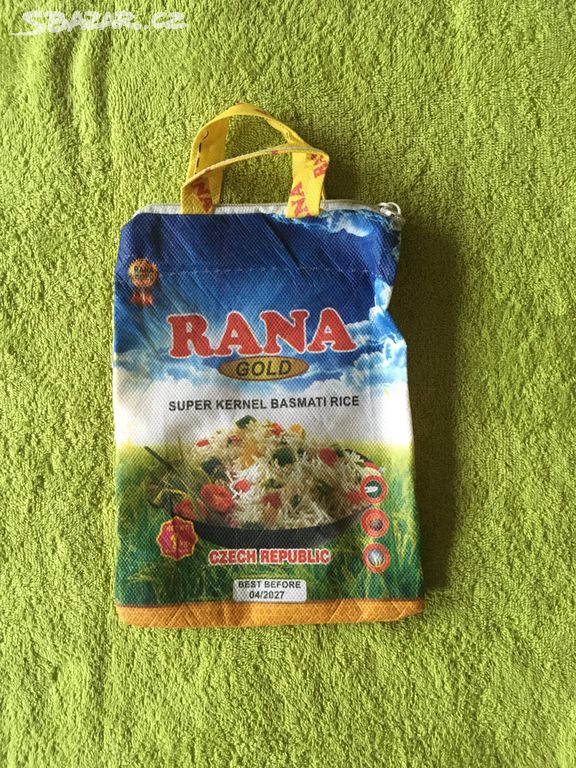 SBAZAR.CZ
RANA
RANA
RANA
GOLD
SUPER KERNEL BASMATI RICE
CZECH REPUBLIC
BEST BEFORE
04/2027